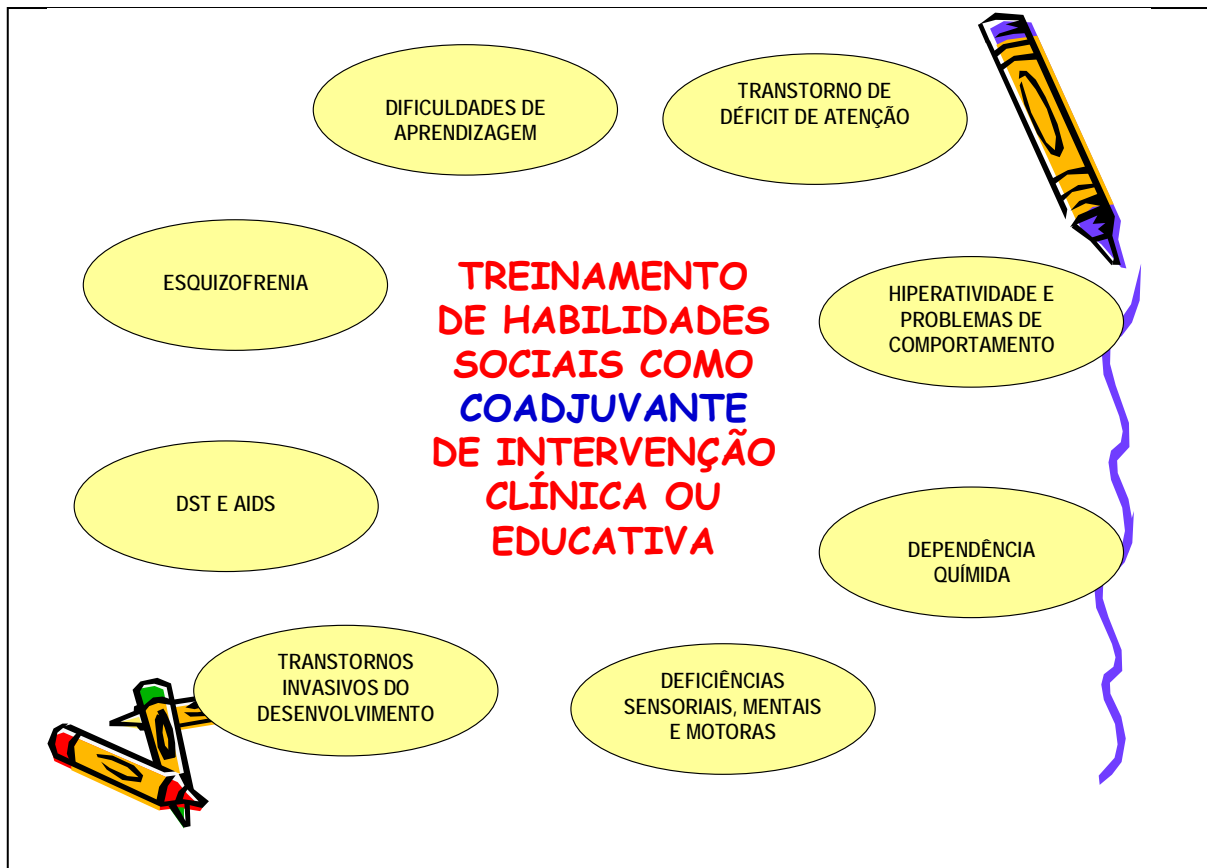 DIFICULDADES DE
APRENDIZAGEM
TRANSTORNO DE
DÉFICIT DE ATENÇÃO
ESQUIZOFRENIA
TREINAMENTO
DE HABILIDADES
SOCIAIS COMO
COADJUVANTE
DE INTERVENÇÃO
CLÍNICA OU
EDUCATIVA
HIPERATIVIDADE E
PROBLEMAS DE
COMPORTAMENTO
DST E AIDS
DEPENDÊNCIA
QUÍMIDA
TRANSTORNOS
INVASIVOS DO
DESENVOLVIMENTO
DEFICIÊNCIAS
SENSORIAIS, MENTAIS
E MOTORAS